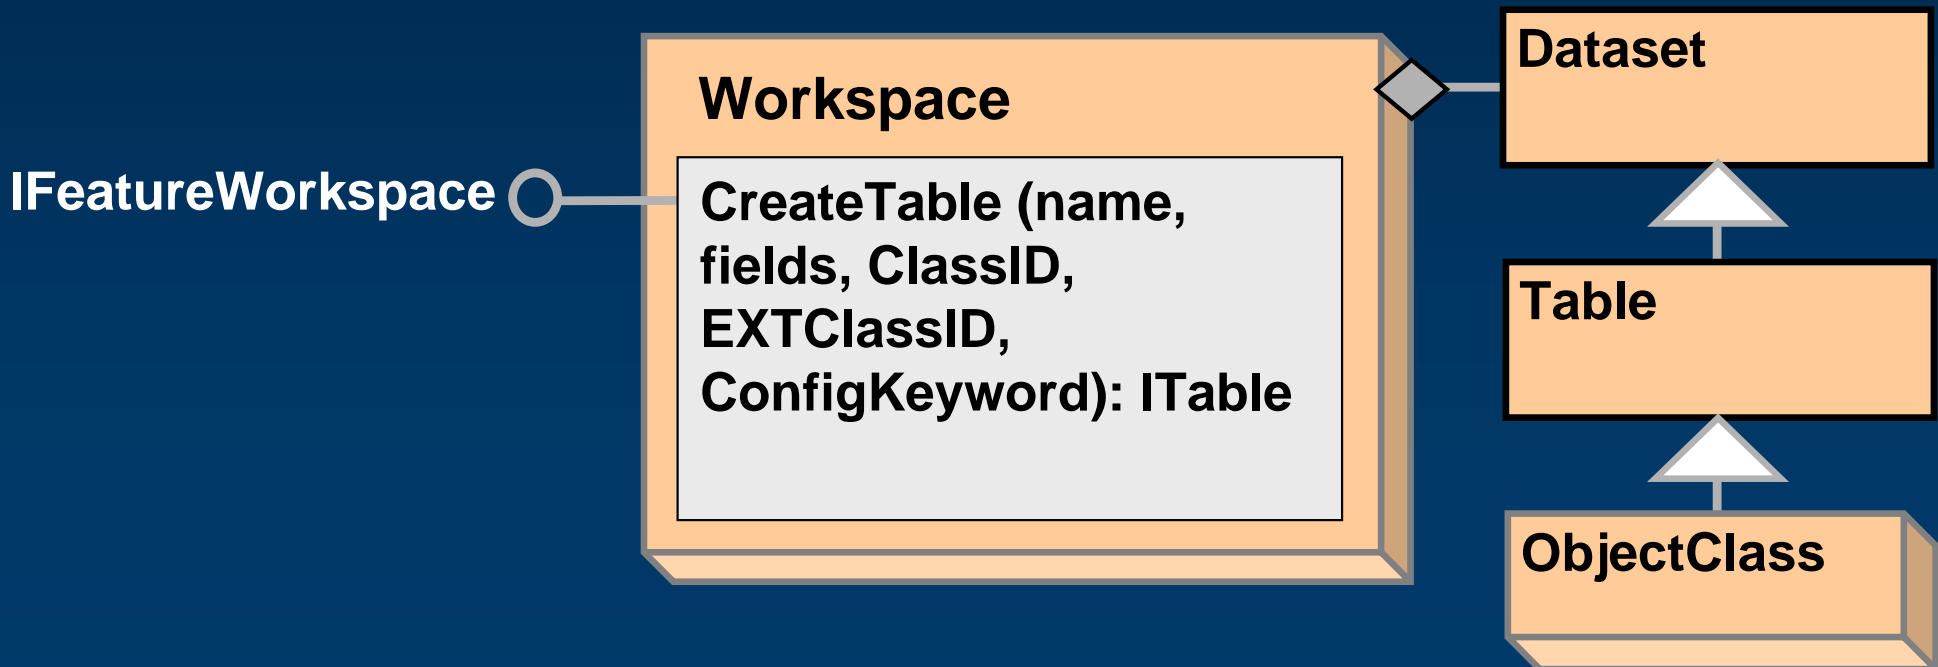 IFeatureWorkspace
Workspace
CreateTable (name,
fields, ClassID,
EXTClassID,
ConfigKeyword): ITable
Dataset
Table
ObjectClass